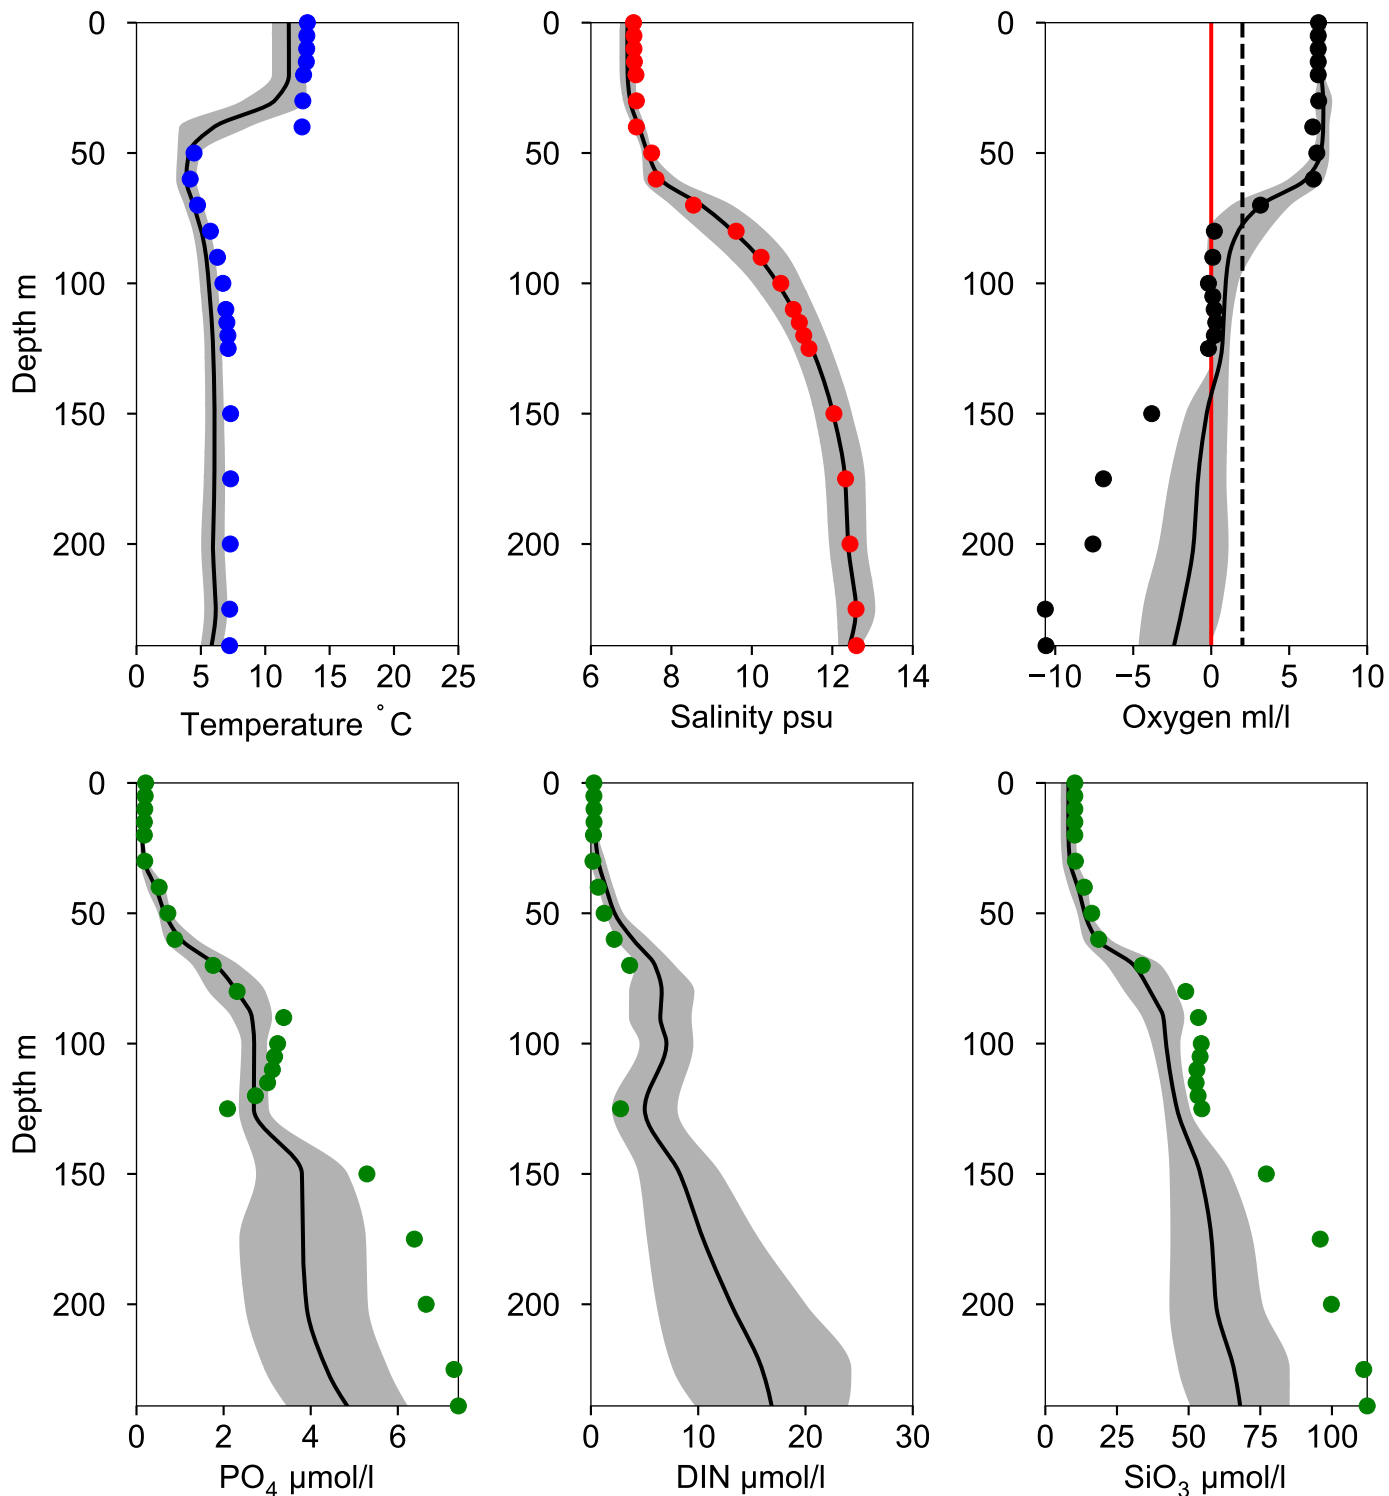 0
50
100
150
200
Depth m
0 5 10 15 20 25
Temperature ˚C
0
50
100
150
200
6 8 10 12 14
Salinity psu
0
50
100
150
200
−10 −5 0 5 10
Oxygen ml/l
0
50
100
150
200
Depth m
0 2 4 6
PO₄ µmol/l
0
50
100
150
200
0 10 20 30
DIN µmol/l
0
50
100
150
200
0 25 50 75 100
SiO₃ µmol/l